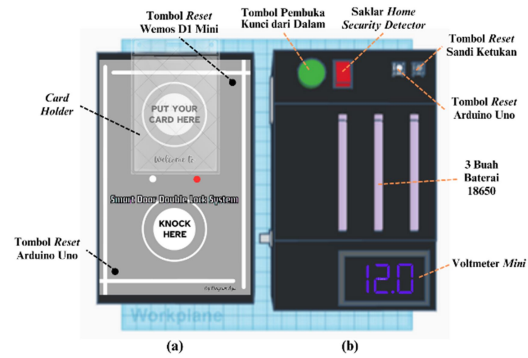 Tombol Reset
Wemos D1 Mini
Tombol Pembuka
Kunci dari Dalam
Saklar Home
Security Detector
Tombol Reset
Sandi Ketukan
Card
Holder
PUT YOUR
CARD HERE
Welcome to
Tombol Reset
Arduino Uno
3 Buah
Baterai
18650
Smart Door Double Lock System
KNOCK
HERE
Tombol Reset
Arduino Uno
12.0
Voltmeter Mini
Workplane
(a)
(b)